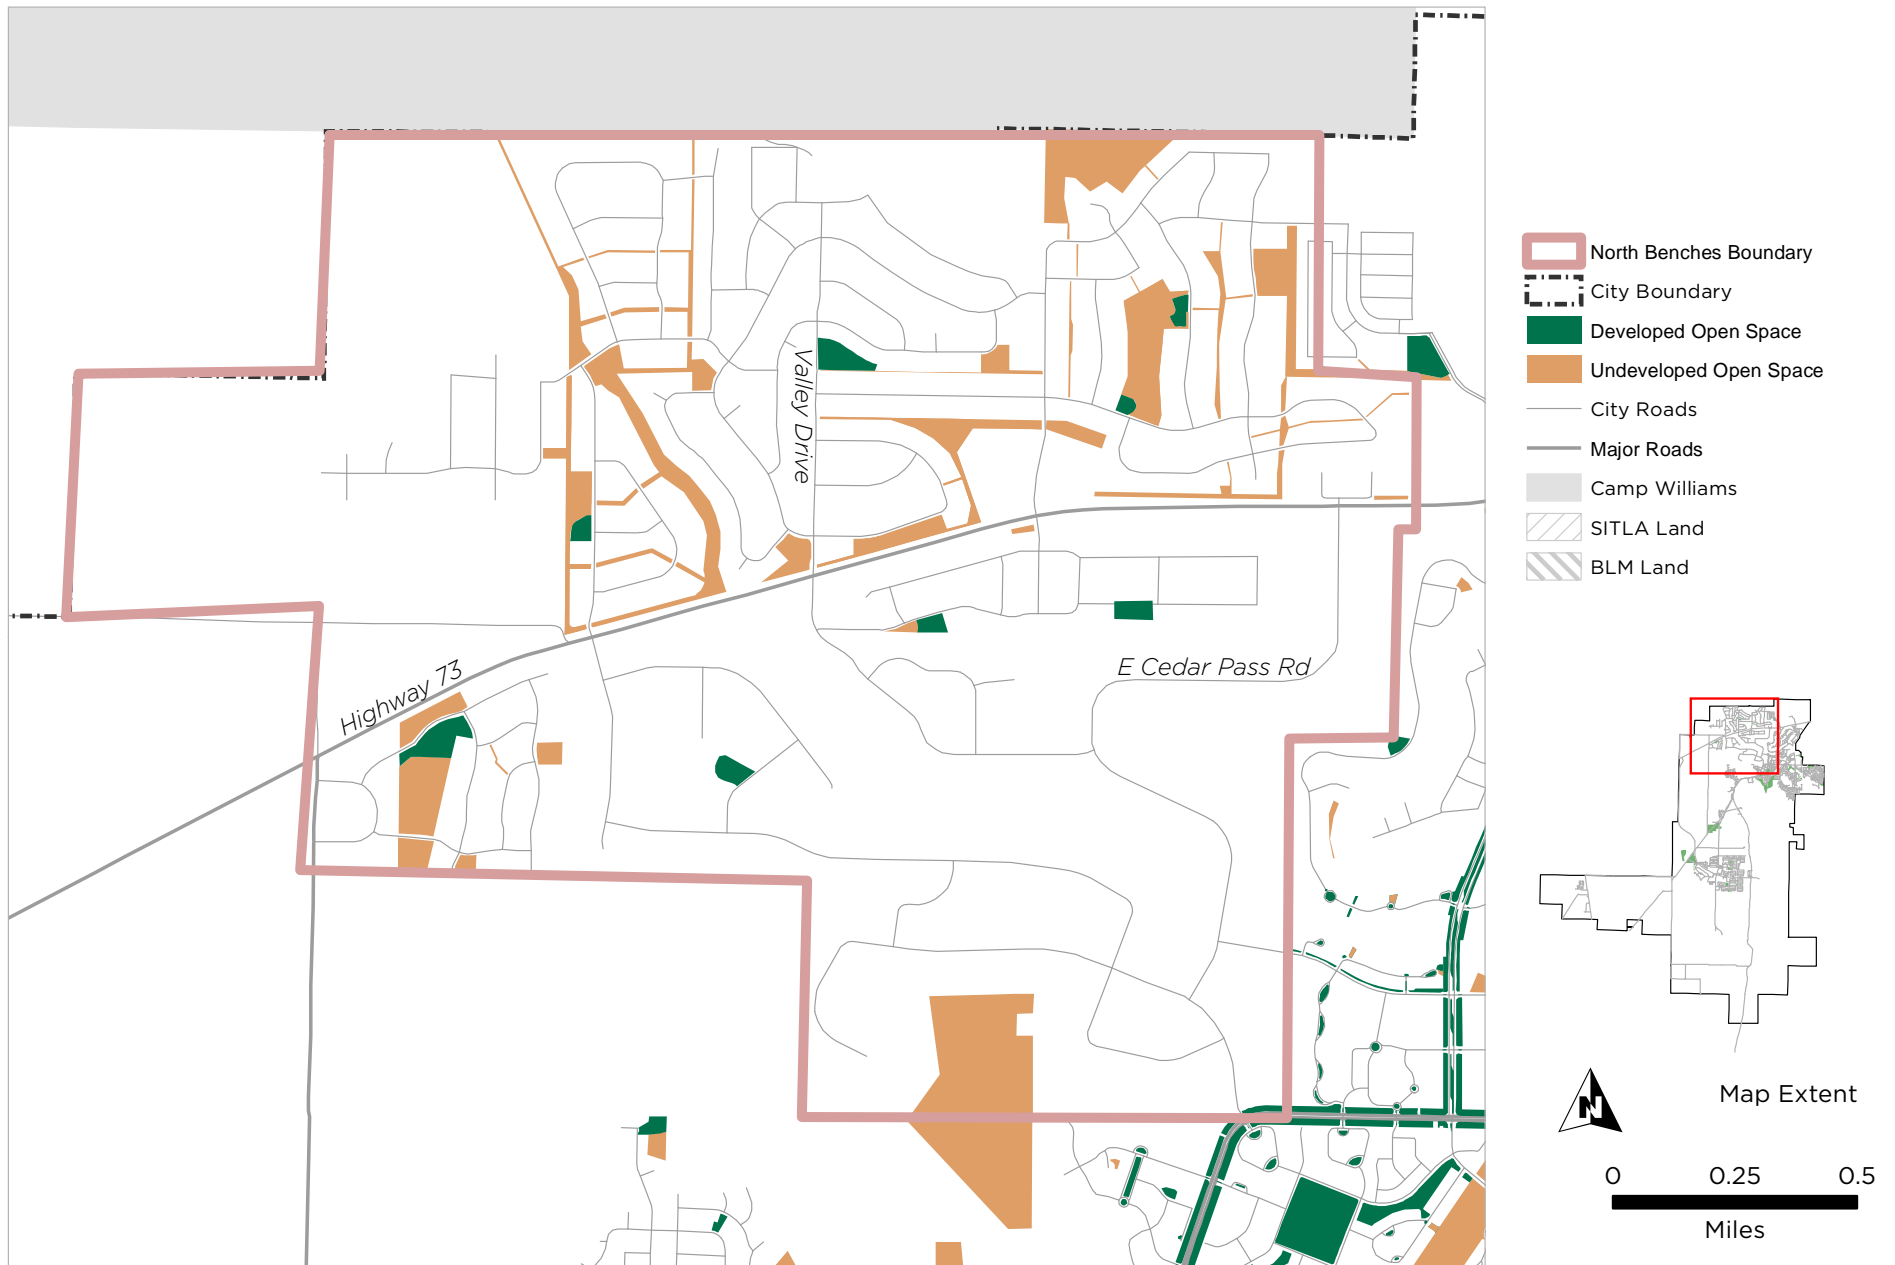 Valley Drive
Highway 73
E Cedar Pass Rd
North Benches Boundary
City Boundary
Developed Open Space
Undeveloped Open Space
City Roads
Major Roads
Camp Williams
SITLA Land
BLM Land
N
Map Extent
0 0.25 0.5
Miles